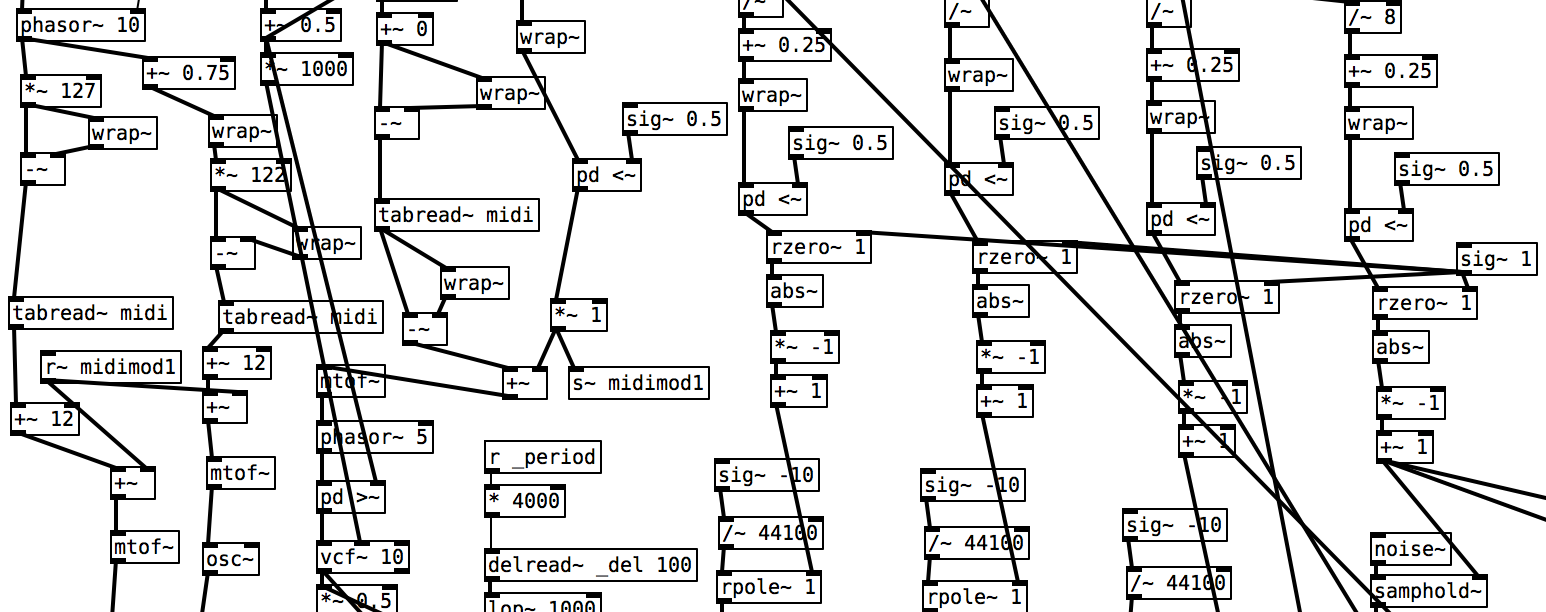 phasor~ 10
+~ 0.75
*~ 127
wrap~
-~
wrap~
*~ 122
wrap~
-~
tabread~ midi
tabread~ midi
r~ midimod1
+~ 12
+~ 12
+~
+~
mtof~
mtof~
osc~
+~ 0.5
*~ 1000
mtof~
phasor~ 5
pd >~
vcf~ 10
*~ 0.5
+~ 0
wrap~
-~
tabread~ midi
wrap~
-~
+~
wrap~
sig~ 0.5
pd <~
*~ 1
s~ midimod1
r _period
* 4000
delread~ _del 100
lop~ 1000
/~
+~ 0.25
wrap~
sig~ 0.5
pd <~
rzero~ 1
abs~
*~ -1
+~ 1
sig~ -10
/~ 44100
rpole~ 1
/~
wrap~
sig~ 0.5
pd <~
rzero~ 1
abs~
*~ -1
+~ 1
sig~ -10
/~ 44100
rpole~ 1
/~
+~ 0.25
wrap~
sig~ 0.5
pd <~
rzero~ 1
abs~
*~ -1
+~ 1
sig~ -10
/~ 44100
/~ 8
+~ 0.25
wrap~
sig~ 0.5
pd <~
sig~ 1
rzero~ 1
abs~
*~ -1
+~ 1
noise~
samphold~